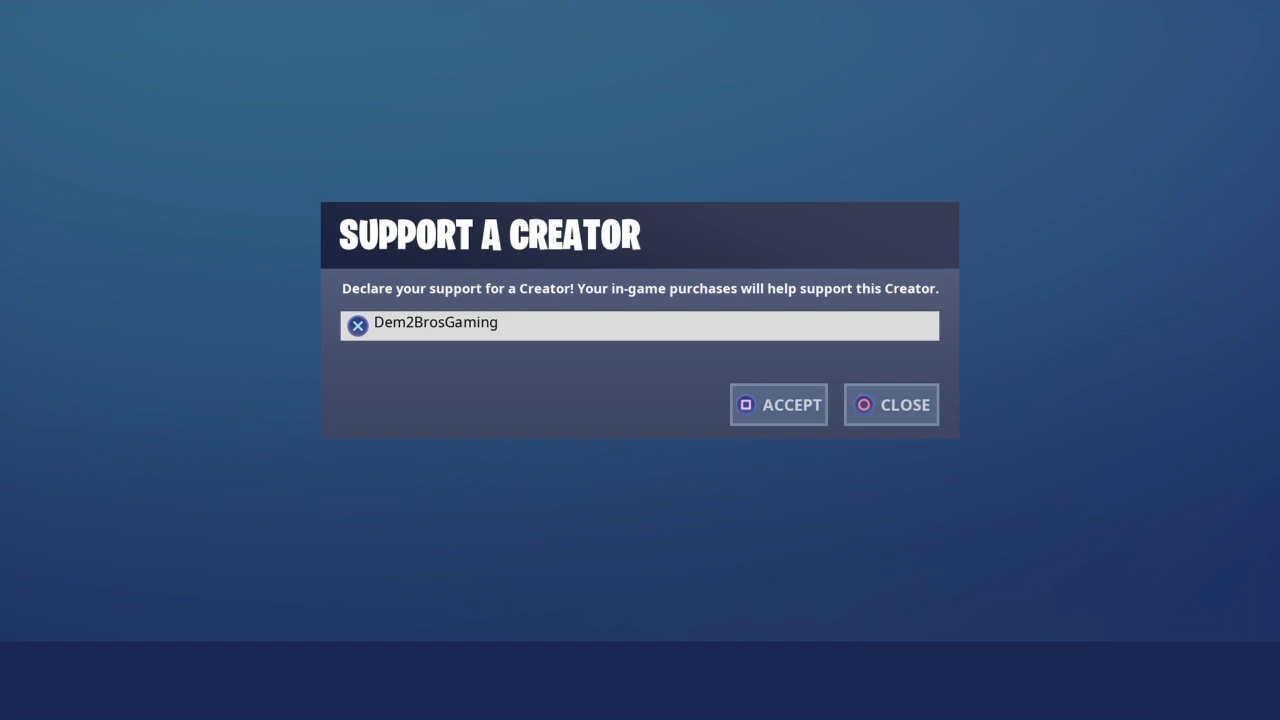 SUPPORT A CREATOR
Declare your support for a Creator! Your in-game purchases will help support this Creator.
Dem2BrosGaming
ACCEPT CLOSE